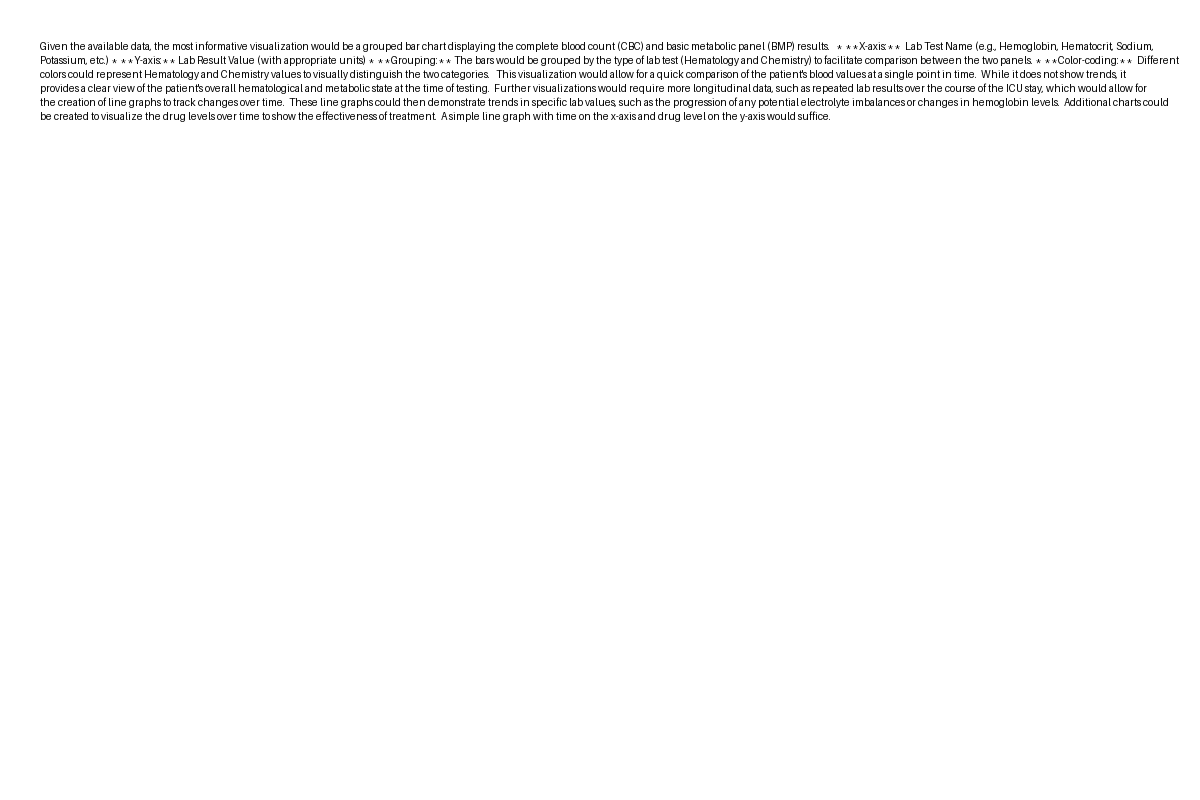 Given the available data, the most informative visualization would be a grouped bar chart displaying the complete blood count (CBC) and basic metabolic panel (BMP) results.   * **X-axis:**  Lab Test Name (e.g., Hemoglobin, Hematocrit, Sodium,
Potassium, etc.) * **Y-axis:** Lab Result Value (with appropriate units) * **Grouping:** The bars would be grouped by the type of lab test (Hematology and Chemistry) to facilitate comparison between the two panels. * **Color-coding:**  Different
colors could represent Hematology and Chemistry values to visually distinguish the two categories.   This visualization would allow for a quick comparison of the patient's blood values at a single point in time.  While it does not show trends, it
provides a clear view of the patient's overall hematological and metabolic state at the time of testing.  Further visualizations would require more longitudinal data, such as repeated lab results over the course of the ICU stay, which would allow for
the creation of line graphs to track changes over time.  These line graphs could then demonstrate trends in specific lab values, such as the progression of any potential electrolyte imbalances or changes in hemoglobin levels.  Additional charts could
be created to visualize the drug levels over time to show the effectiveness of treatment.  A simple line graph with time on the x-axis and drug level on the y-axis would suffice.